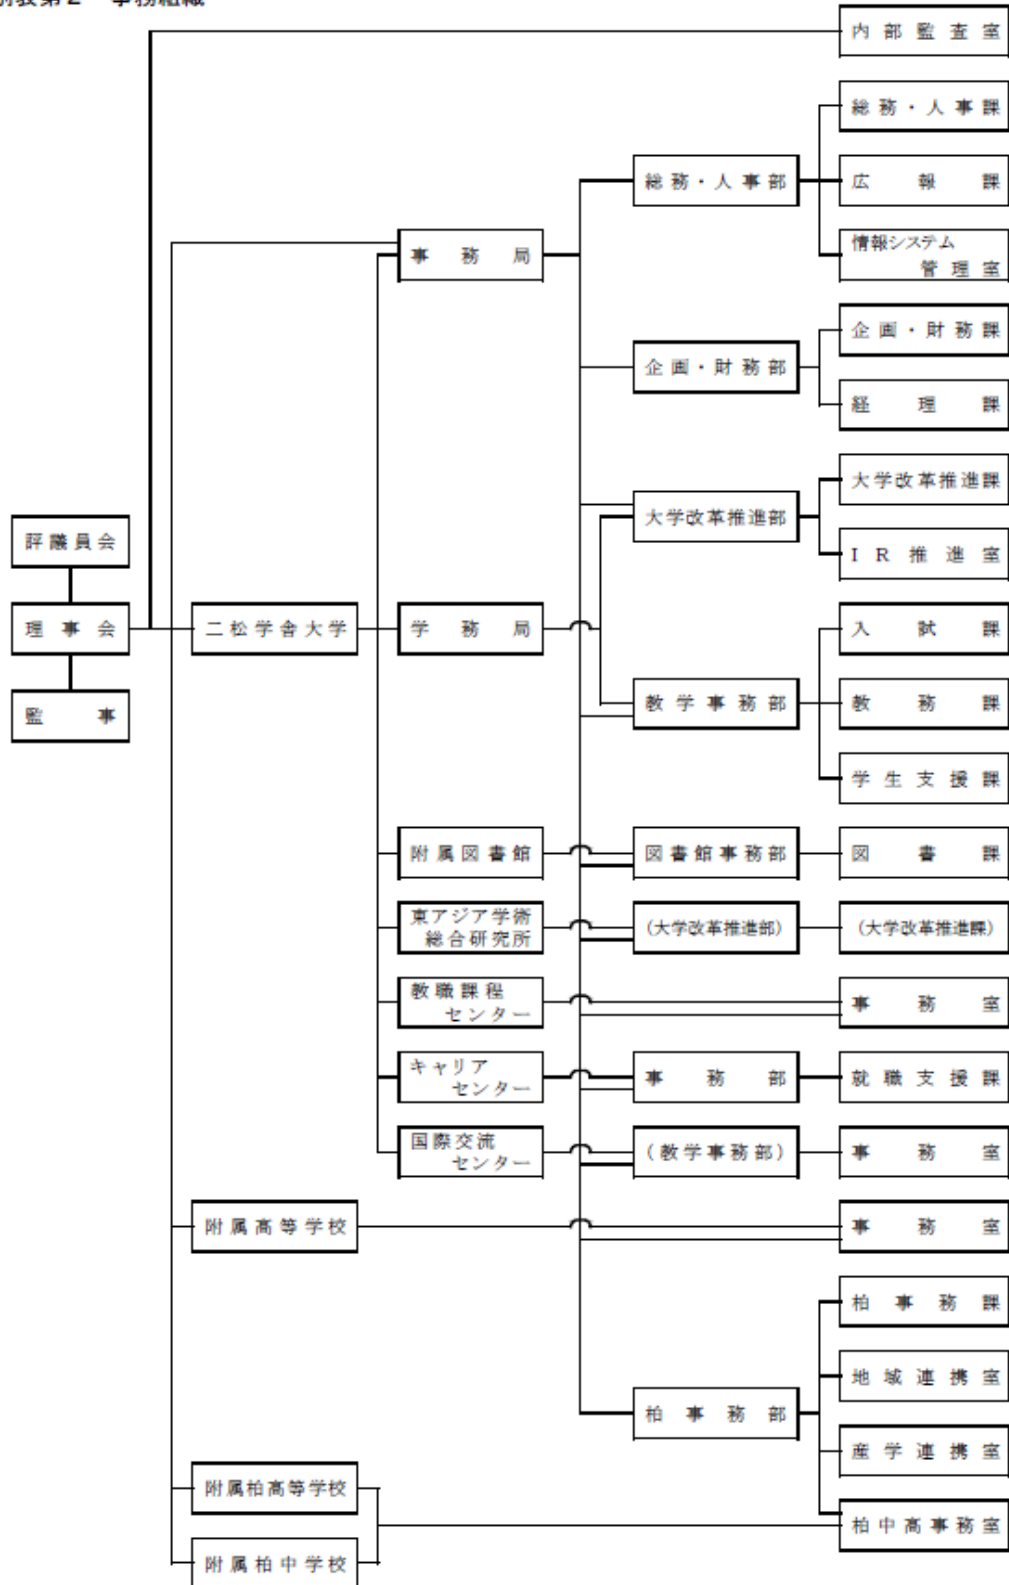 別表第2 事務組織
内部監査室
総務・人事課
総務・人事部
広報課
情報システム
管理室
事務局
企画・財務課
企画・財務部
経理課
大学改革推進課
大学改革推進部
IR推進室
評議員会
理事会
監事
二松学舎大学
学務局
入試課
教学事務部
教務課
学生支援課
附属図書館
図書館事務部
図書課
東アジア学術
総合研究所
(大学改革推進部)
(大学改革推進課)
教職課程
センター
事務室
キャリア
センター
事務部
就職支援課
国際交流
センター
(教学事務部)
事務室
附属高等学校
事務室
柏事務課
地域連携室
柏事務部
産学連携室
附属柏高等学校
柏中高事務室
附属柏中学校